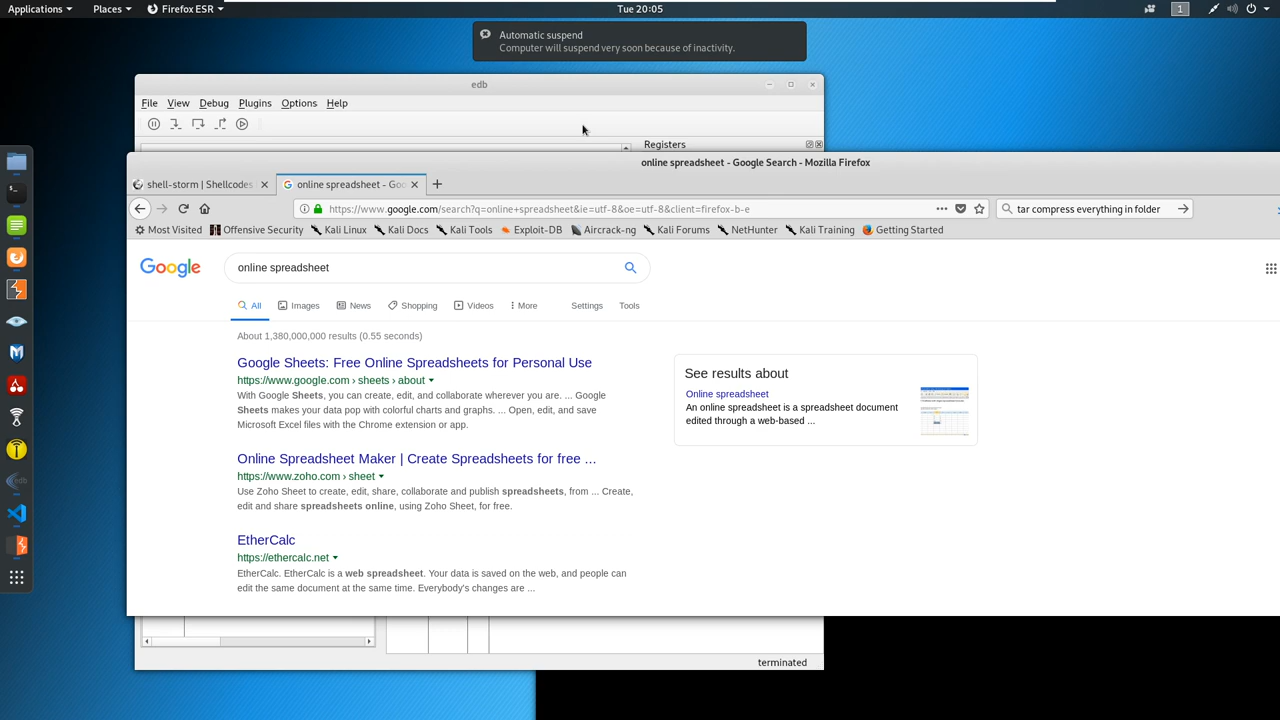 Applications Places Firefox ESR Tue 20:05 1
Automatic suspend
Computer will suspend very soon because of inactivity.
edb
File View Debug Plugins Options Help
Registers
online spreadsheet - Google Search - Mozilla Firefox
shell-storm | Shellcodes online spreadsheet - Goo
https://www.google.com/search?q=online+spreadsheet&ie=utf-8&oe=utf-8&client=firefox-b-e tar compress everything in folder
Most Visited Offensive Security Kali Linux Kali Docs Kali Tools Exploit-DB Aircrack-ng Kali Forums NetHunter Kali Training Getting Started
Google online spreadsheet
All Images News Shopping Videos More Settings Tools
About 1,380,000,000 results (0.55 seconds)
Google Sheets: Free Online Spreadsheets for Personal Use
https://www.google.com › sheets › about
With Google Sheets, you can create, edit, and collaborate wherever you are. ... Google
Sheets makes your data pop with colorful charts and graphs. ... Open, edit, and save
Microsoft Excel files with the Chrome extension or app.
See results about
Online spreadsheet
An online spreadsheet is a spreadsheet document
edited through a web-based ...
Online Spreadsheet Maker | Create Spreadsheets for free ...
https://www.zoho.com › sheet
Use Zoho Sheet to create, edit, share, collaborate and publish spreadsheets, from ... Create,
edit and share spreadsheets online, using Zoho Sheet, for free.
EtherCalc
https://ethercalc.net
EtherCalc. EtherCalc is a web spreadsheet. Your data is saved on the web, and people can
edit the same document at the same time. Everybody's changes are ...
terminated